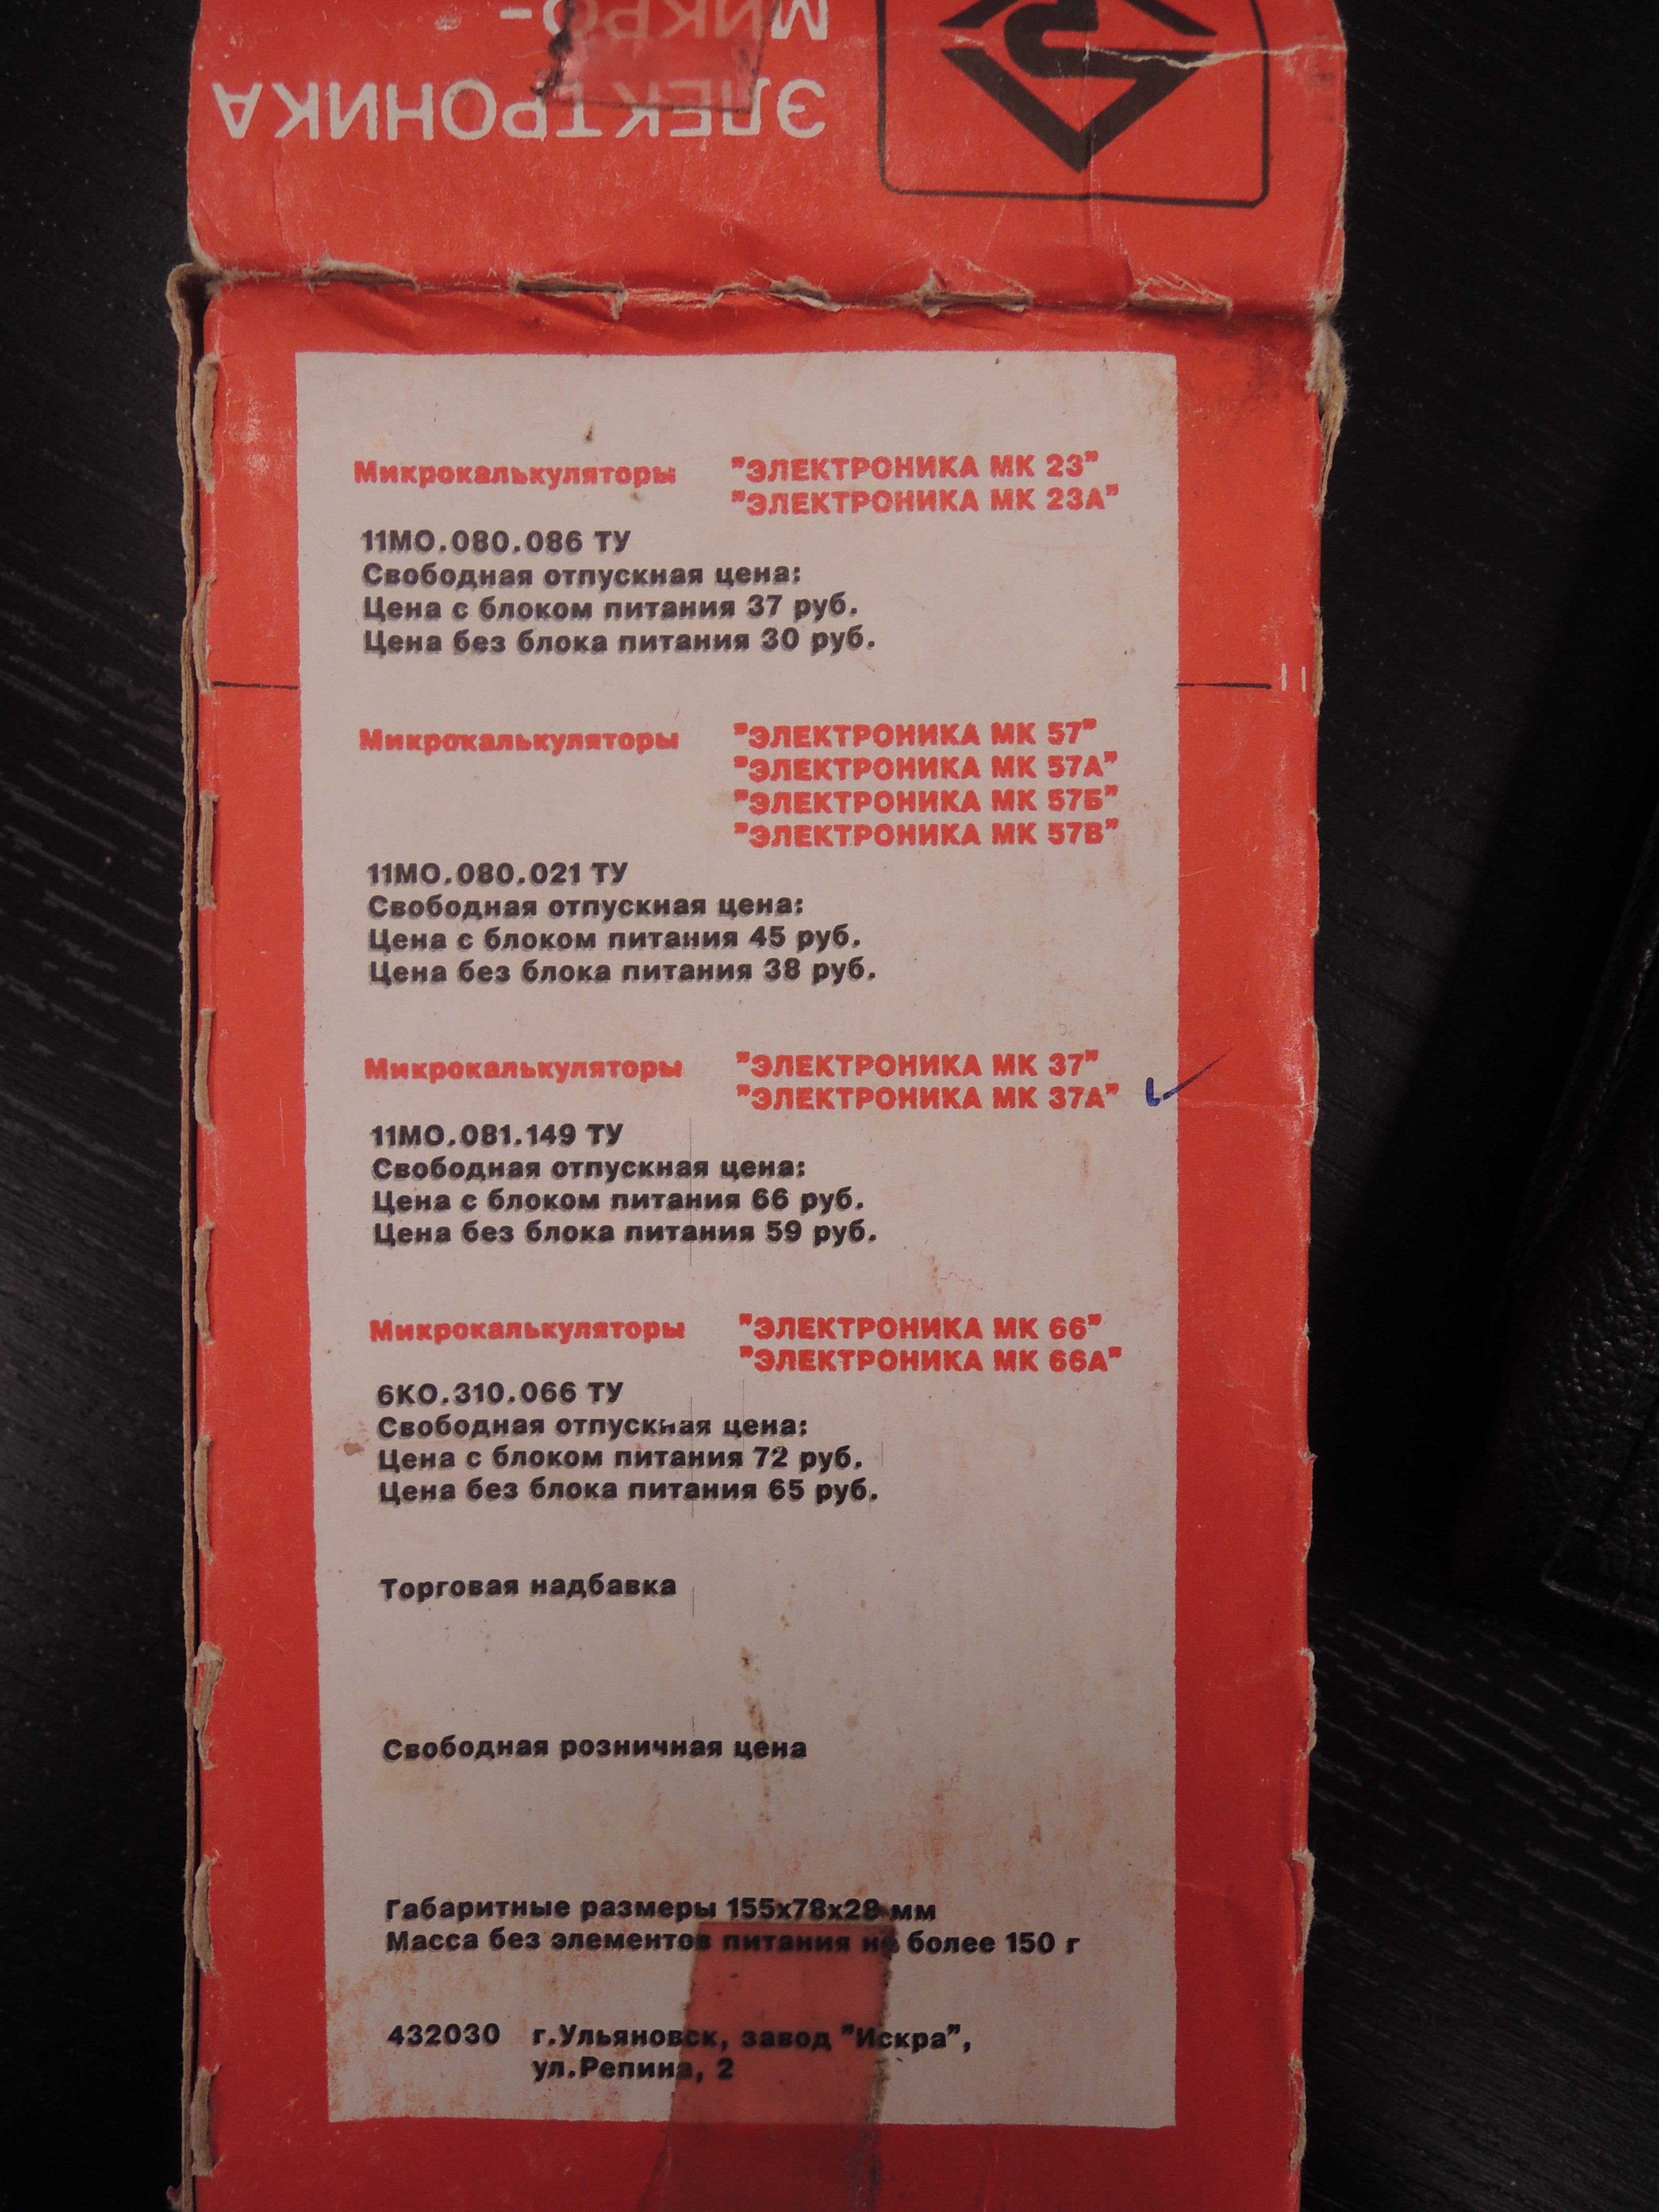 МИКРО-
ЭЛЕКТРОНИКА
Микрокалькуляторы "ЭЛЕКТРОНИКА МК 23"
"ЭЛЕКТРОНИКА МК 23А"
11МО.080.086 ТУ
Свободная отпускная цена:
Цена с блоком питания 37 руб.
Цена без блока питания 30 руб.
Микрокалькуляторы "ЭЛЕКТРОНИКА МК 57"
"ЭЛЕКТРОНИКА МК 57А"
"ЭЛЕКТРОНИКА МК 57Б"
"ЭЛЕКТРОНИКА МК 57В"
11МО.080.021 ТУ
Свободная отпускная цена:
Цена с блоком питания 45 руб.
Цена без блока питания 38 руб.
Микрокалькуляторы "ЭЛЕКТРОНИКА МК 37"
"ЭЛЕКТРОНИКА МК 37А"
11МО.081.149 ТУ
Свободная отпускная цена:
Цена с блоком питания 66 руб.
Цена без блока питания 59 руб.
Микрокалькуляторы "ЭЛЕКТРОНИКА МК 66"
"ЭЛЕКТРОНИКА МК 66А"
6КО.310.066 ТУ
Свободная отпускная цена:
Цена с блоком питания 72 руб.
Цена без блока питания 65 руб.
Торговая надбавка
Свободная розничная цена
Габаритные размеры 155х78х28 мм
Масса без элементов питания не более 150 г
432030 г.Ульяновск, завод "Искра",
ул.Репина, 2